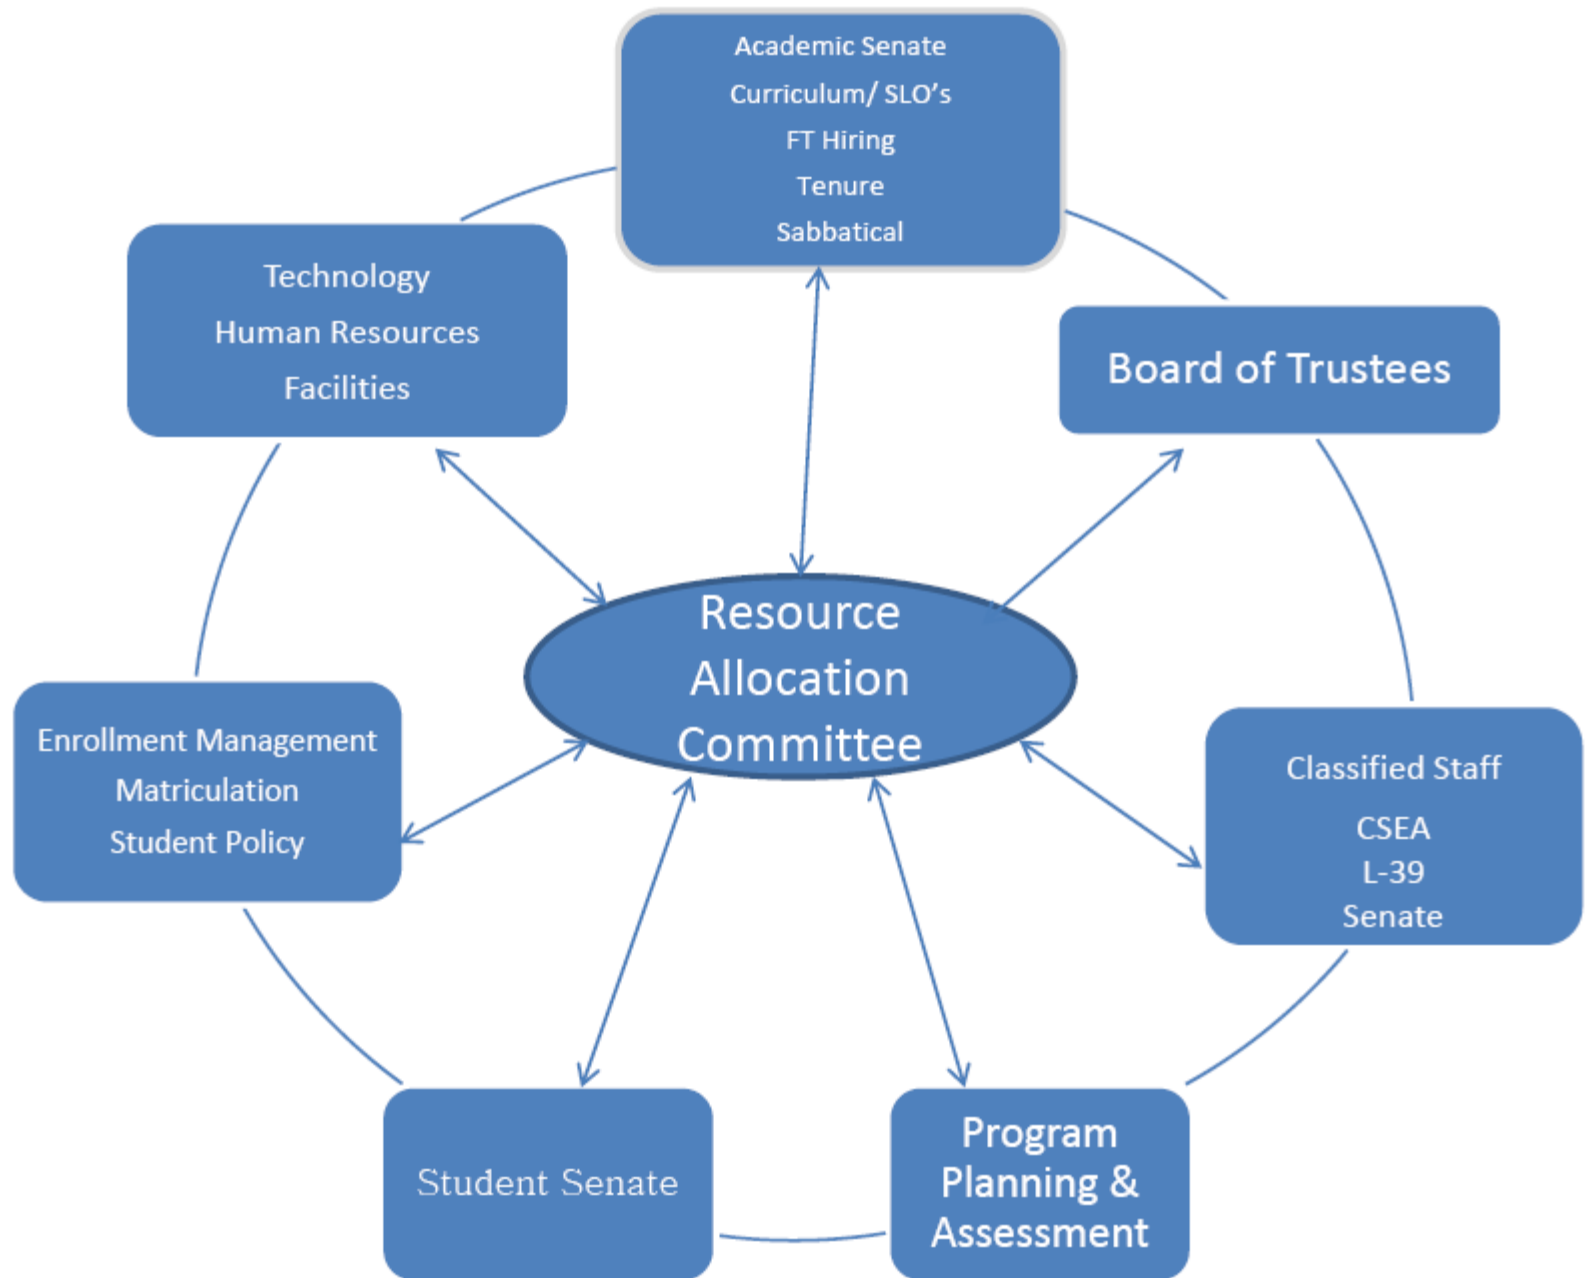 Academic Senate
Curriculum/ SLO's
FT Hiring
Tenure
Sabbatical
Technology
Human Resources
Facilities
Board of Trustees
Resource
Allocation
Committee
Enrollment Management
Matriculation
Student Policy
Classified Staff
CSEA
L-39
Senate
Student Senate
Program
Planning &
Assessment